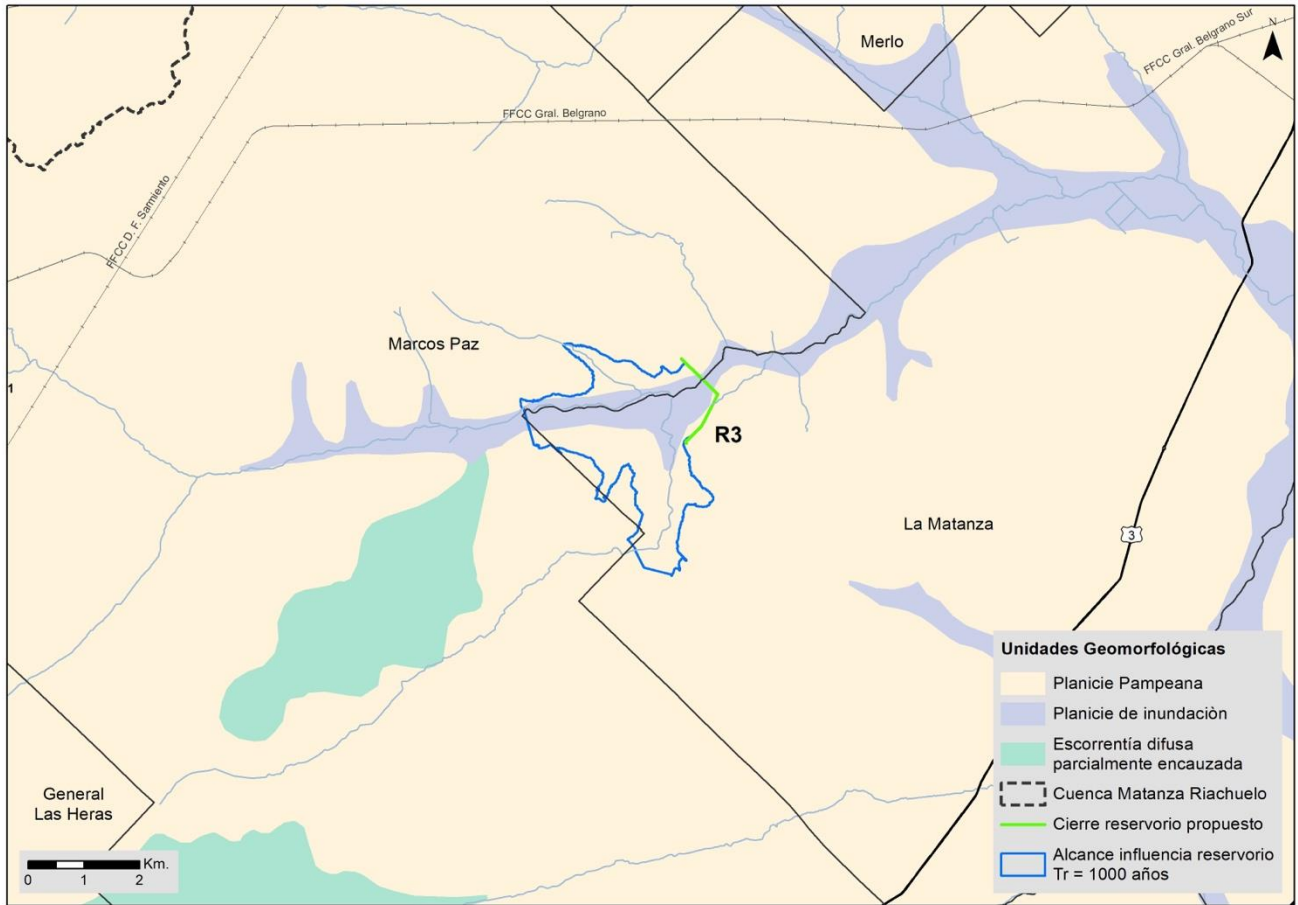 Merlo
N
FFCC Gral. Belgrano Sur
FFCC Gral. Belgrano
FFCC D. F. Sarmiento
Marcos Paz
1
R3
La Matanza
3
General
Las Heras
Km.
0 1 2
Unidades Geomorfológicas
Planicie Pampeana
Planicie de inundaciòn
Escorrentía difusa
parcialmente encauzada
Cuenca Matanza Riachuelo
Cierre reservorio propuesto
Alcance influencia reservorio
Tr = 1000 años